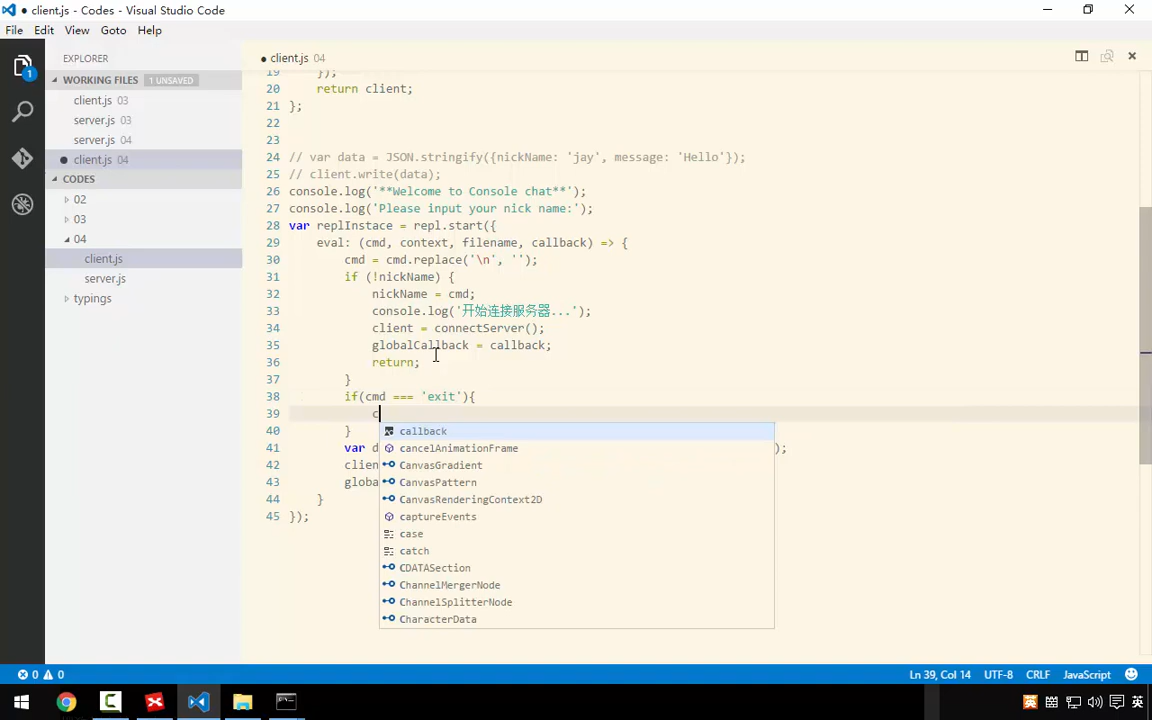 ● client.js - Codes - Visual Studio Code
File Edit View Goto Help
EXPLORER
WORKING FILES 1 UNSAVED
client.js 03
server.js 03
server.js 04
● client.js 04
CODES
02
03
04
client.js
server.js
typings
● client.js 04
19 });
20 return client;
21 };
22
23
24 // var data = JSON.stringify({nickName: 'jay', message: 'Hello'});
25 // client.write(data);
26 console.log('**Welcome to Console chat**');
27 console.log('Please input your nick name:');
28 var replInstace = repl.start({
29 eval: (cmd, context, filename, callback) => {
30 cmd = cmd.replace('\n', '');
31 if (!nickName) {
32 nickName = cmd;
33 console.log('开始连接服务器...');
34 client = connectServer();
35 globalCallback = callback;
36 return;
37 }
38 if(cmd === 'exit'){
39 c
40 }
41 var d );
42 clien
43 globa
44 }
45 });
callback
cancelAnimationFrame
CanvasGradient
CanvasPattern
CanvasRenderingContext2D
captureEvents
case
catch
CDATASection
ChannelMergerNode
ChannelSplitterNode
CharacterData
0 0 Ln 39, Col 14 UTF-8 CRLF JavaScript
1
英